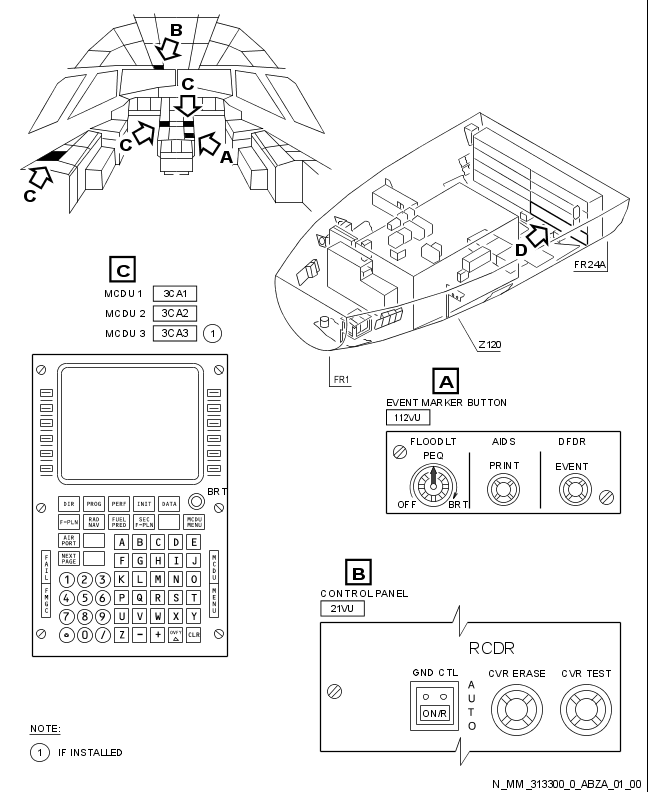 B
C
C
A
C
D
FR24A
Z120
FR1
C
MCDU 1 3CA1
MCDU 2 3CA2
MCDU 3 3CA3 1
BRT
DIR PROG PERF INIT DATA
F-PLN RAD NAV FUEL PRED SEC F-PLN MCDU MENU
AIR PORT
NEXT PAGE
A B C D E
F G H I J
K L M N O
P Q R S T
U V W X Y
Z - + OVFY △ CLR
1 2 3
4 5 6
7 8 9
0 /
FAIL
FMGC
MCDU
MENU
A
EVENT MARKER BUTTON
112VU
FLOOD LT AIDS DFDR
PEQ PRINT EVENT
OFF BRT
B
CONTROL PANEL
21VU
RCDR
GND CTL CVR ERASE CVR TEST
ON/R
AUTO
NOTE:
1 IF INSTALLED
N_MM_313300_0_ABZA_01_00